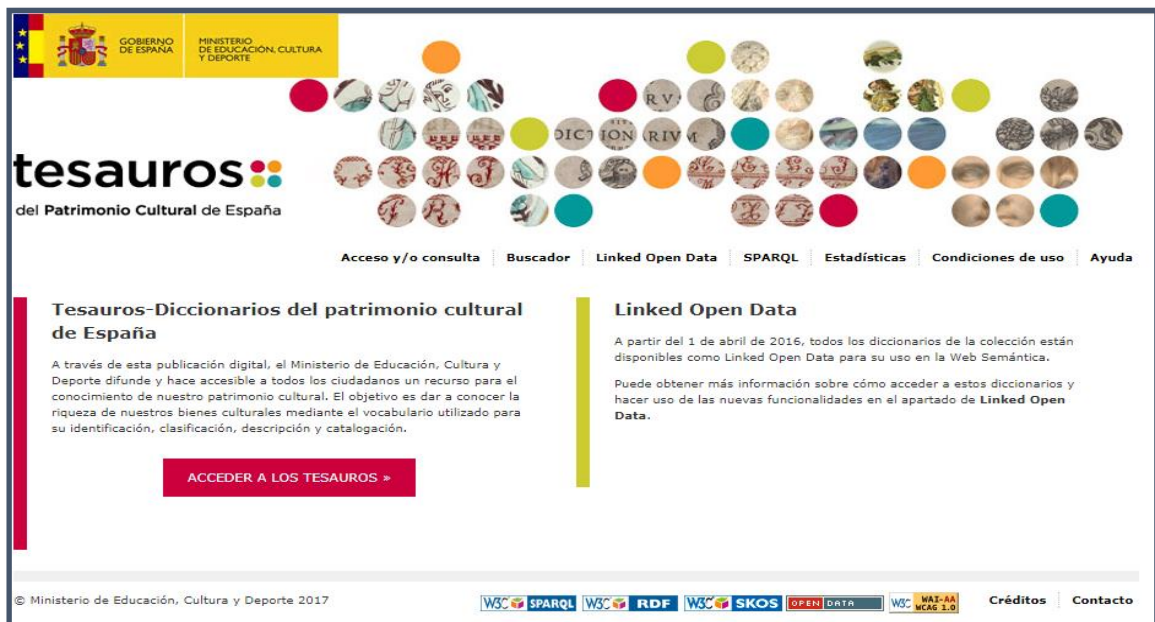 GOBIERNO
DE ESPAÑA
MINISTERIO
DE EDUCACIÓN, CULTURA
Y DEPORTE
R V
DICTIONARIVM
tesauros
del Patrimonio Cultural de España
Acceso y/o consulta Buscador Linked Open Data SPARQL Estadísticas Condiciones de uso Ayuda
Tesauros-Diccionarios del patrimonio cultural
de España
A través de esta publicación digital, el Ministerio de Educación, Cultura y
Deporte difunde y hace accesible a todos los ciudadanos un recurso para el
conocimiento de nuestro patrimonio cultural. El objetivo es dar a conocer la
riqueza de nuestros bienes culturales mediante el vocabulario utilizado para
su identificación, clasificación, descripción y catalogación.
ACCEDER A LOS TESAUROS »
Linked Open Data
A partir del 1 de abril de 2016, todos los diccionarios de la colección están
disponibles como Linked Open Data para su uso en la Web Semántica.
Puede obtener más información sobre cómo acceder a estos diccionarios y
hacer uso de las nuevas funcionalidades en el apartado de Linked Open
Data.
© Ministerio de Educación, Cultura y Deporte 2017
W3C SPARQL W3C RDF W3C SKOS OPEN DATA W3C WAI-AA WCAG 1.0
Créditos Contacto